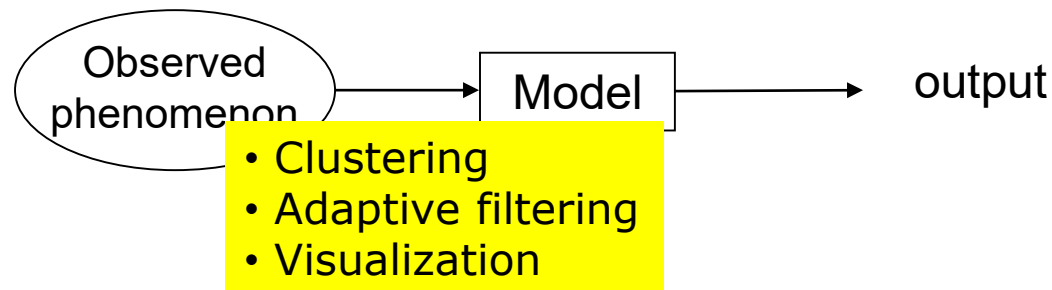 Observed
phenomenon
Model
output
• Clustering
• Adaptive filtering
• Visualization